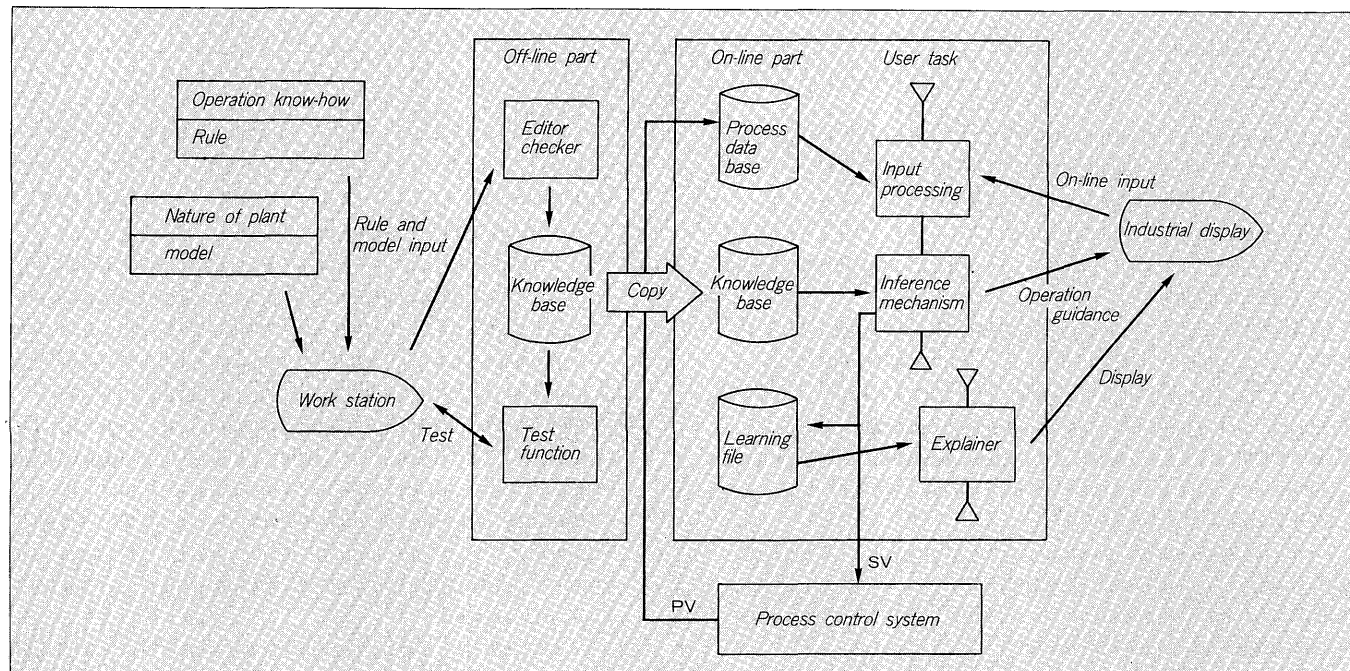 Off-line part
On-line part
User task
Operation know-how
Rule
Nature of plant
model
Rule and
model input
Work station
Test
Editor
checker
Knowledge
base
Test
function
Copy
Process
data
base
Knowledge
base
Learning
file
Input
processing
Inference
mechanism
Explainer
On-line input
Industrial display
Operation
guidance
Display
SV
PV
Process control system